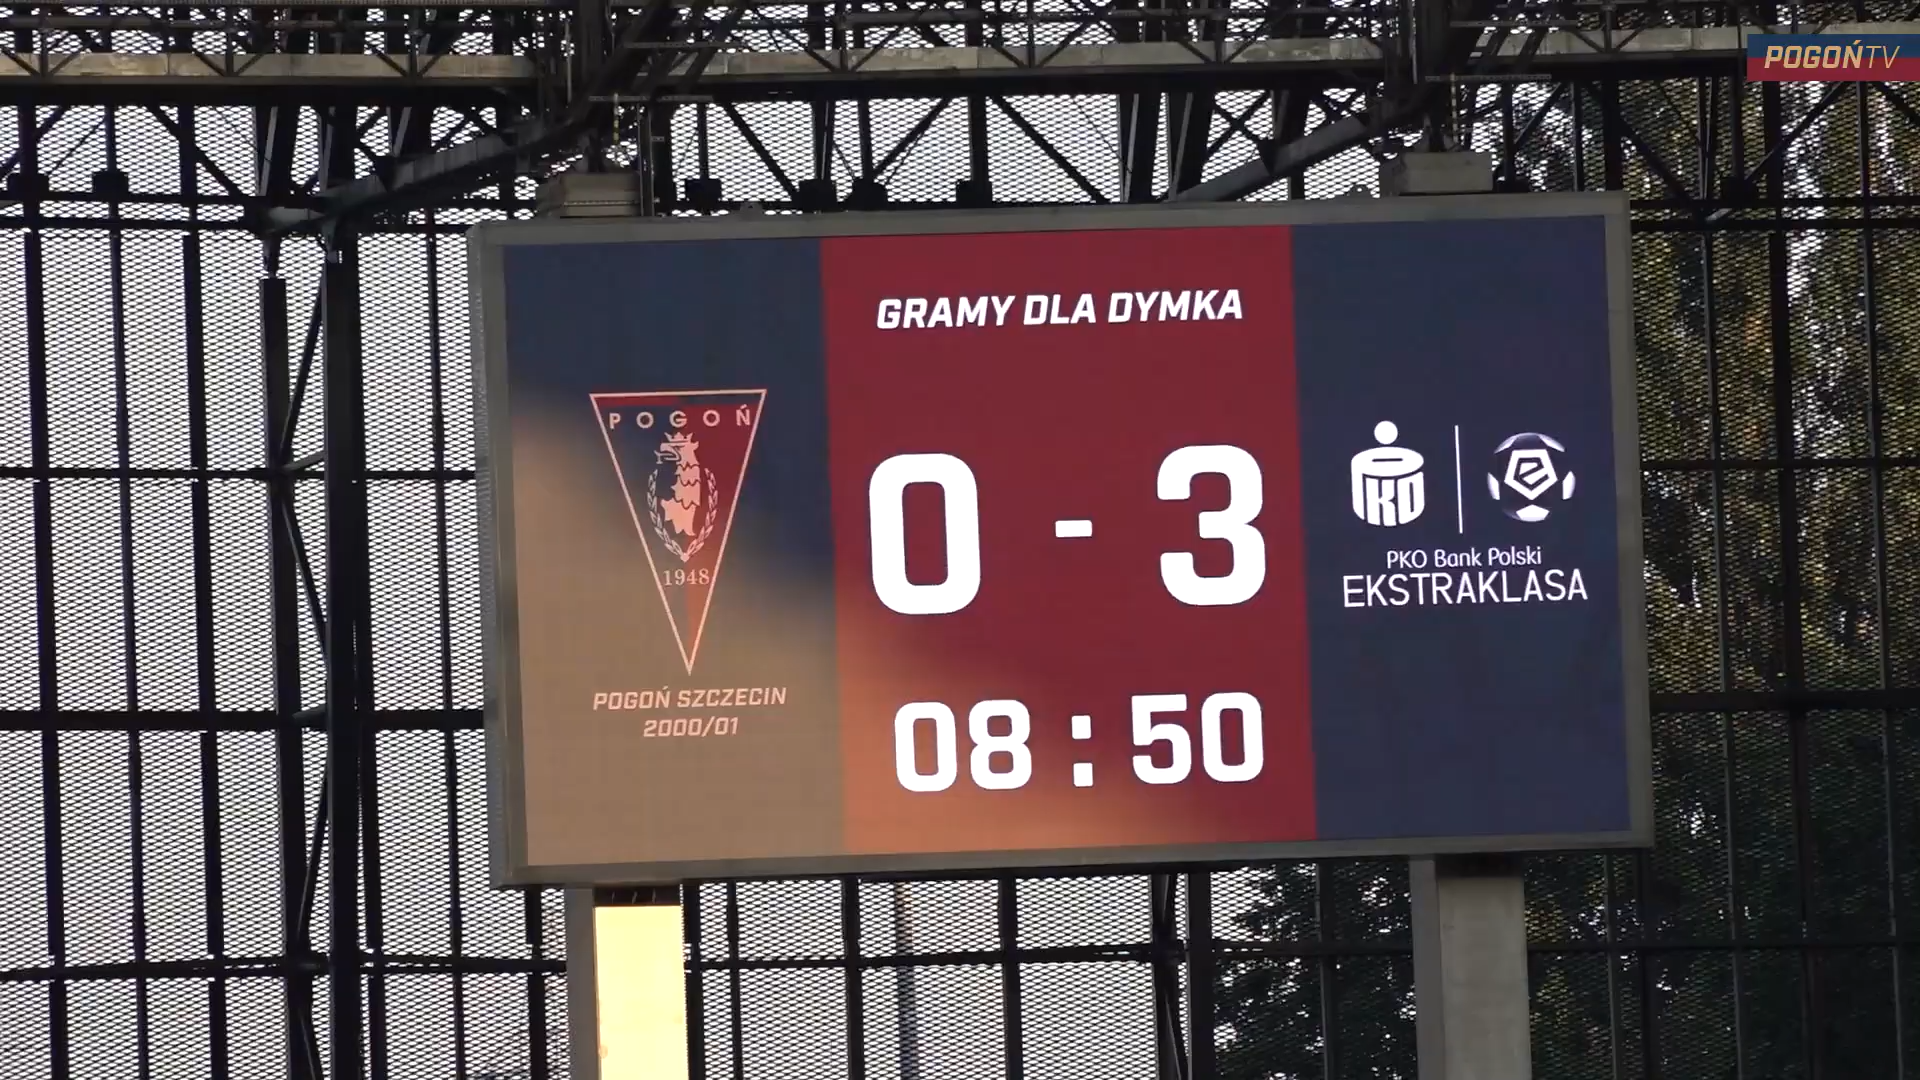 POGOŃTV
GRAMY DLA DYMKA
POGOŃ
1948
0 - 3
PKO
PKO Bank Polski
EKSTRAKLASA
POGOŃ SZCZECIN
2000/01
08:50